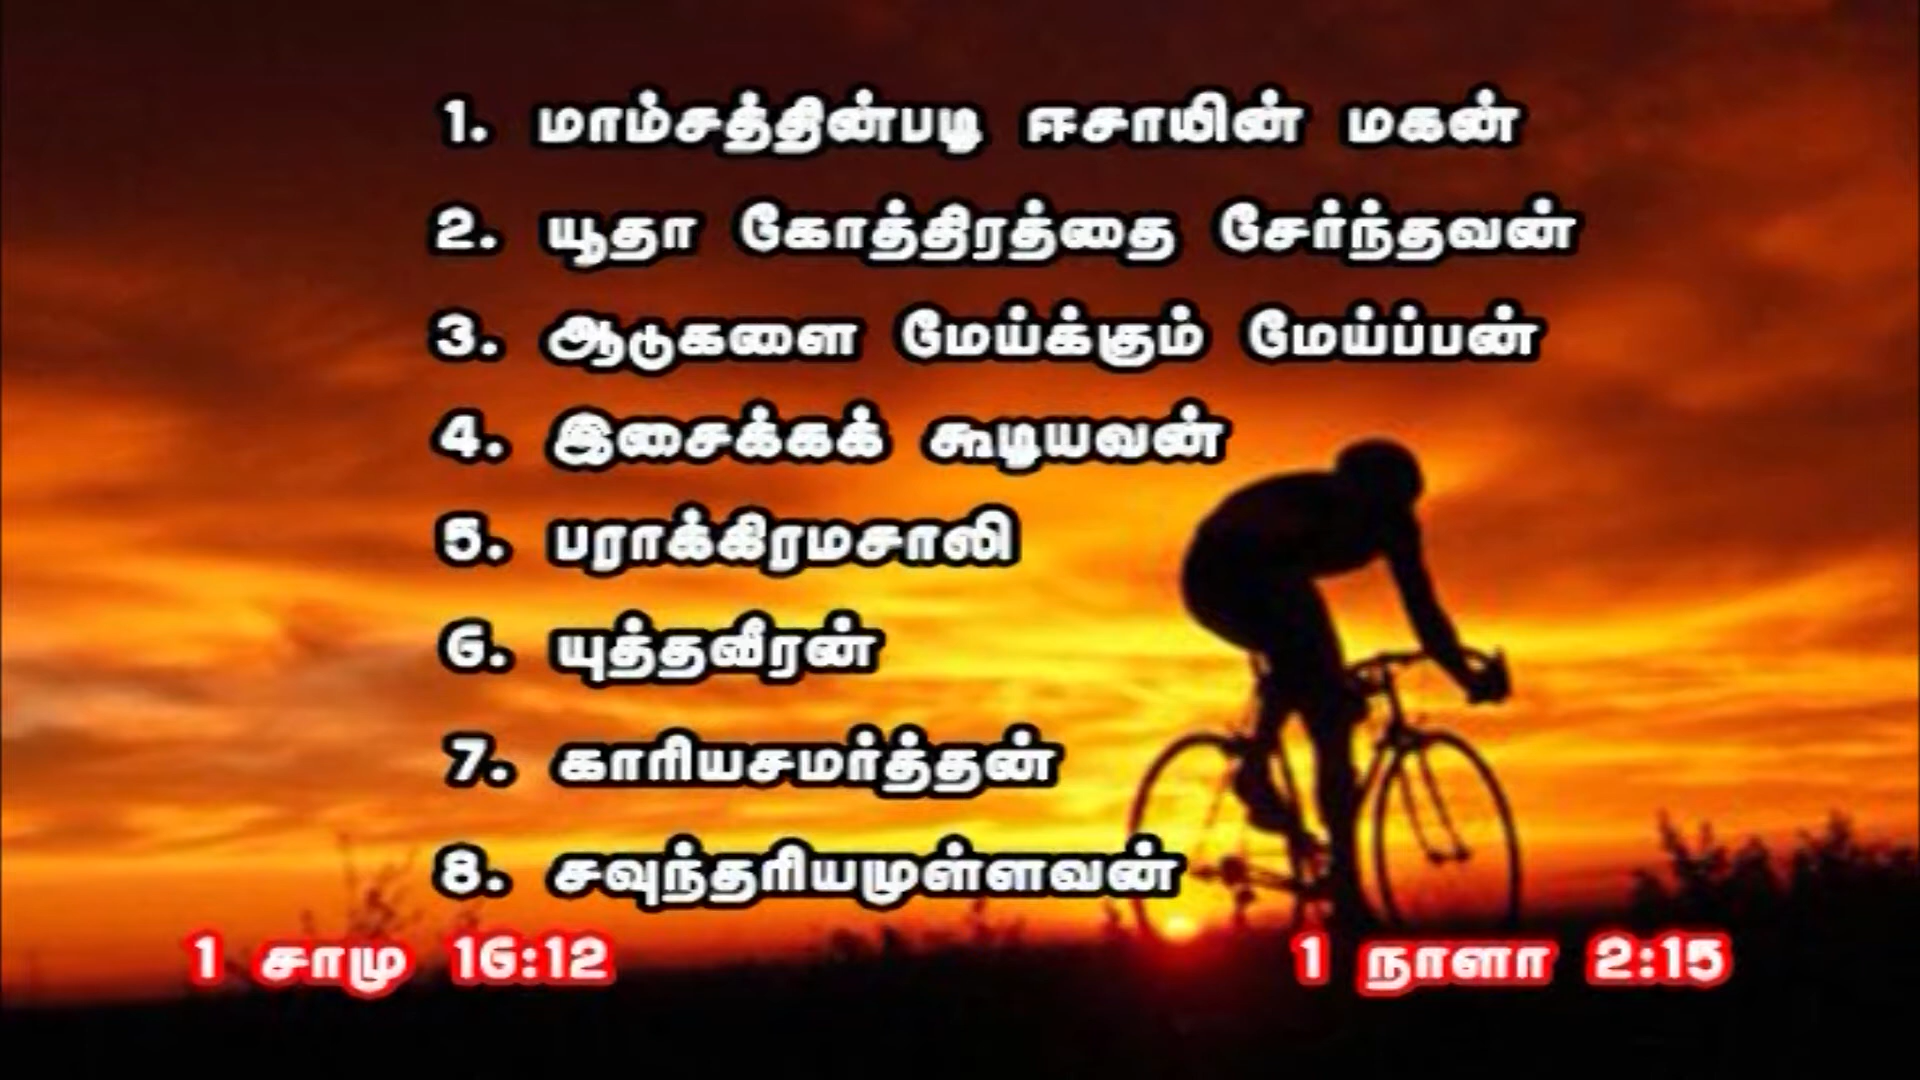 1. மாம்சத்தின்படி ஈசாயின் மகன்
2. யூதா கோத்திரத்தை சேர்ந்தவன்
3. ஆடுகளை மேய்க்கும் மேய்ப்பன்
4. இசைக்கக் கூடியவன்
5. பராக்கிரமசாலி
6. யுத்தவீரன்
7. காரியசமர்த்தன்
8. சவுந்தரியமுள்ளவன்
1 சாமு 16:12 1 நாளா 2:15